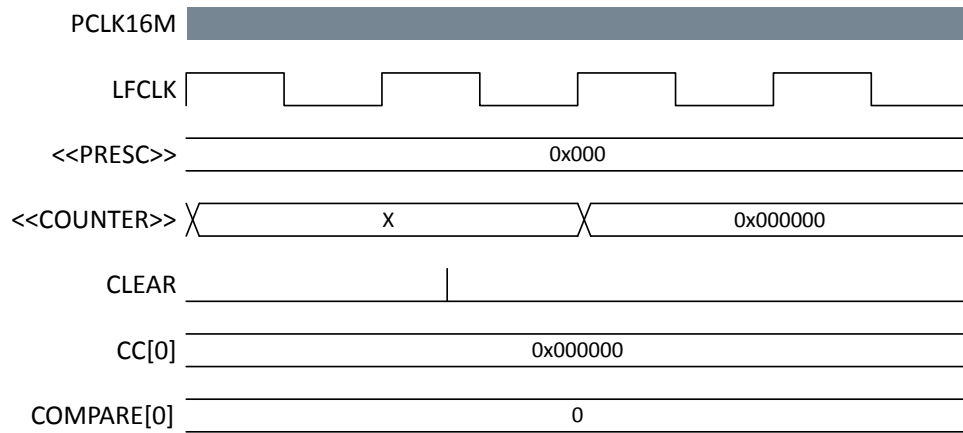 PCLK16M
LFCLK
<<PRESC>> 0x000
<<COUNTER>> X 0x000000
CLEAR
CC[0] 0x000000
COMPARE[0] 0